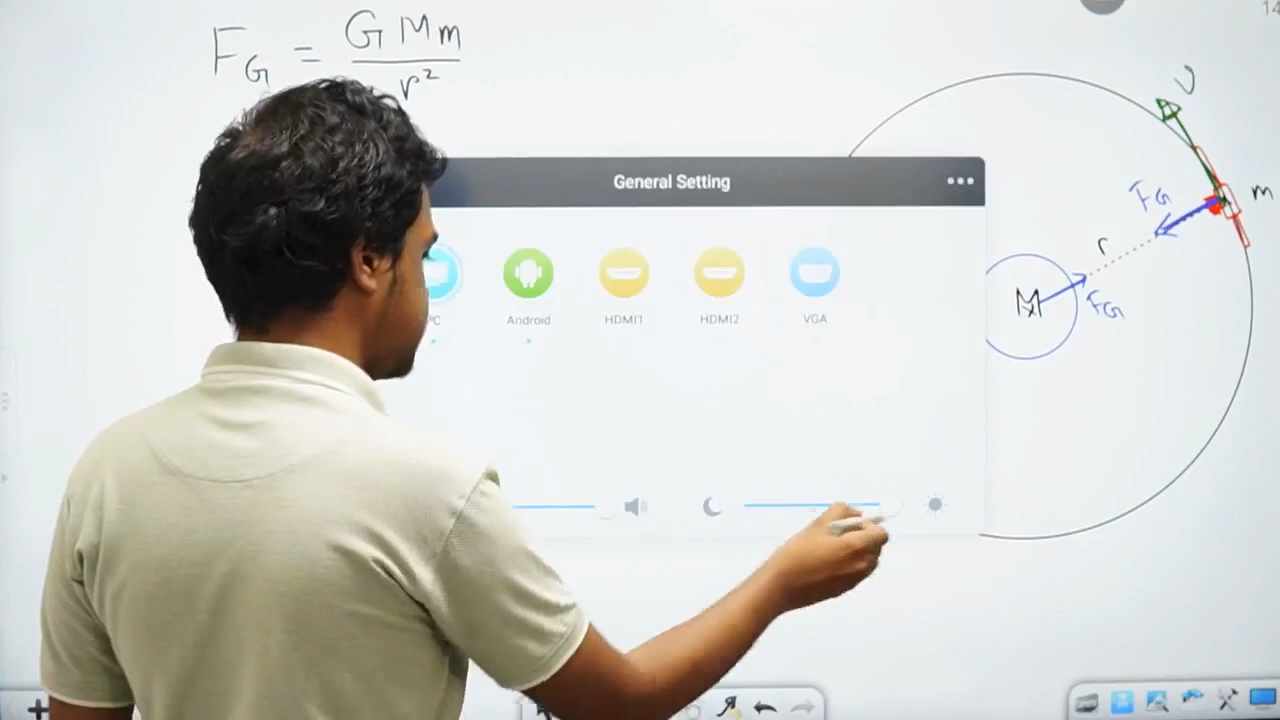 F_G = GMm / r²
General Setting
Android HDMI1 HDMI2 VGA
v
m
F_G
r
M
F_G